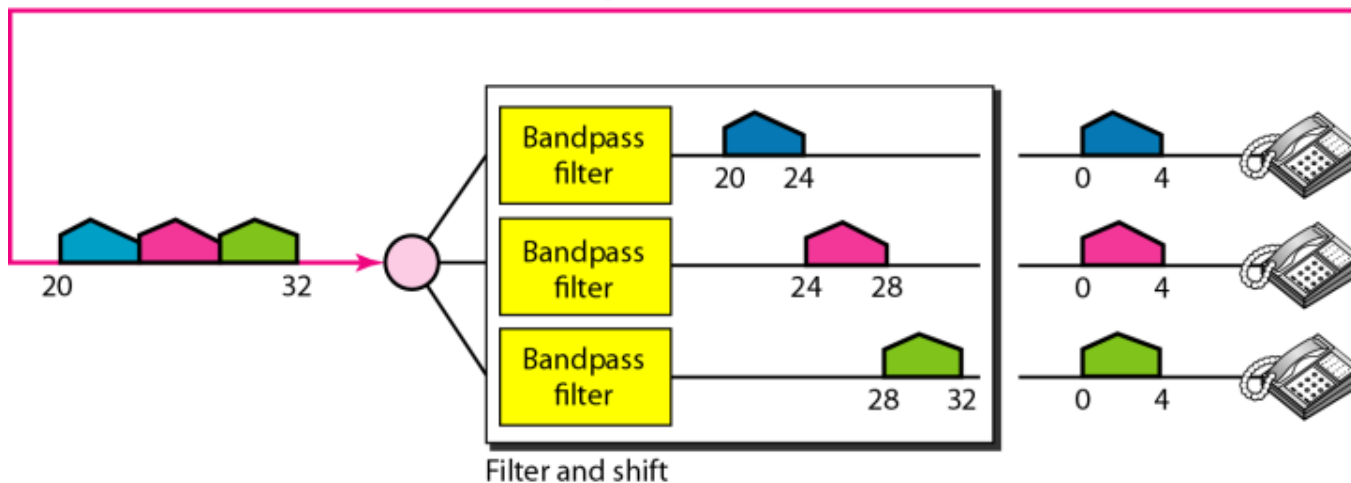 Bandpass
filter
20 24
0 4
20 32
Bandpass
filter
24 28
0 4
Bandpass
filter
28 32
0 4
Filter and shift